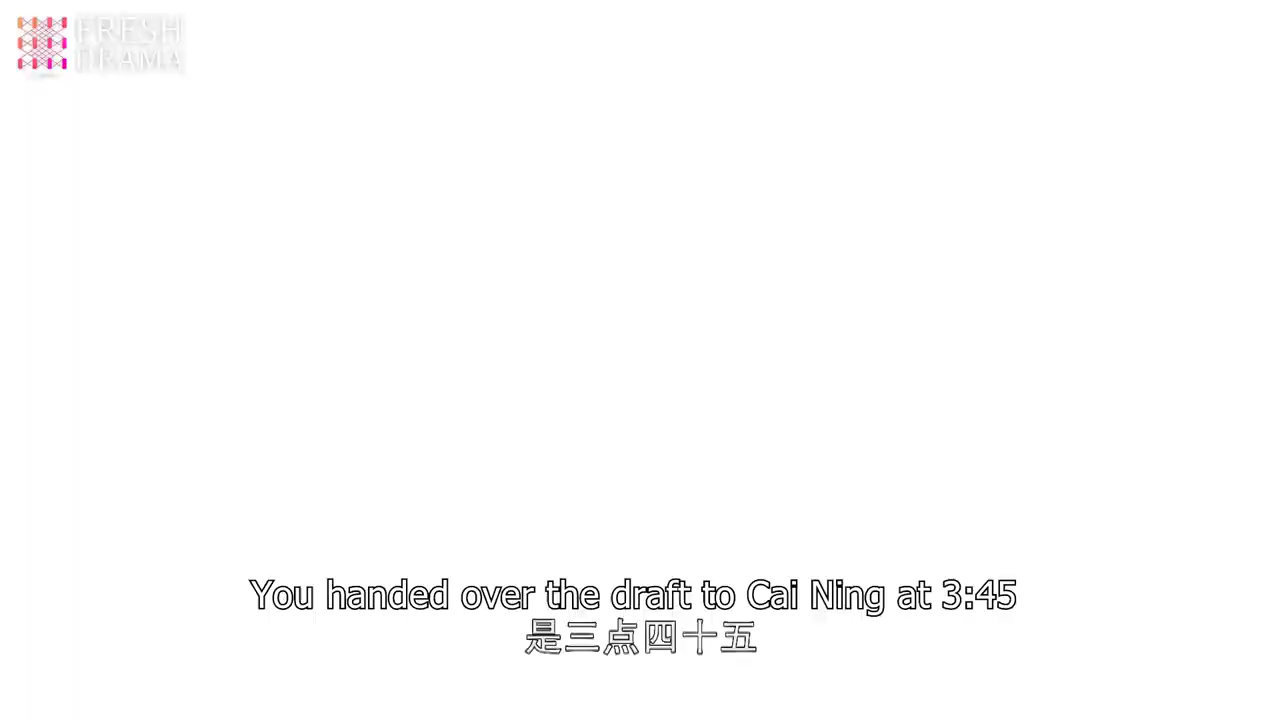 FRESH
DRAMA
You handed over the draft to Cai Ning at 3:45
是三点四十五